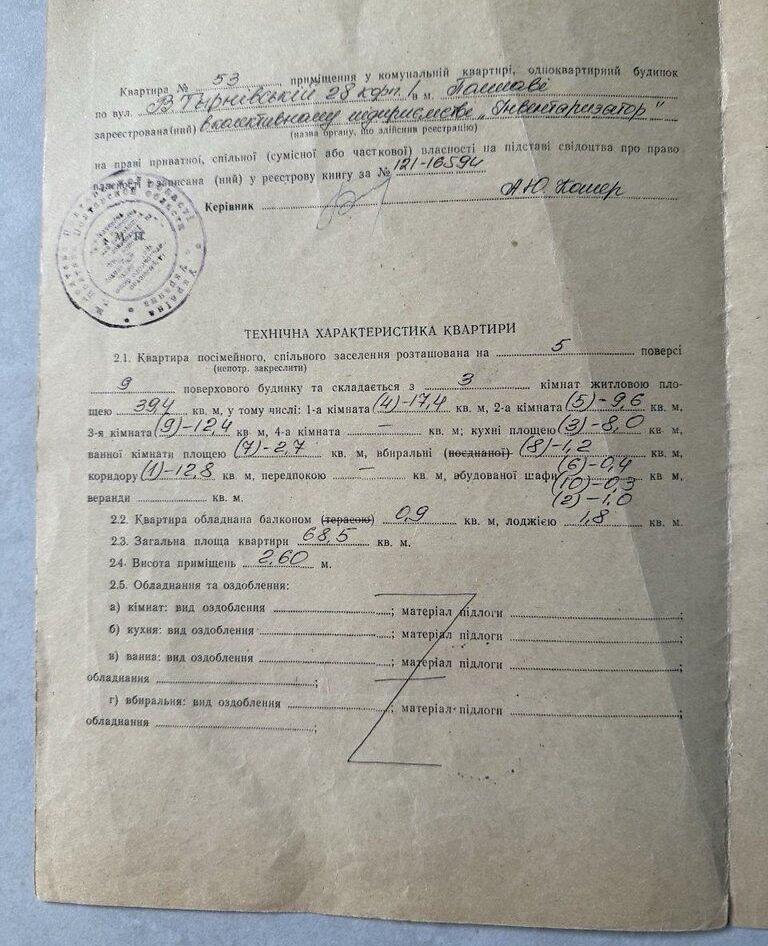 Квартира № 53 приміщення у комунальній квартирі, одноквартирний будинок
по вул. В Тырнівській 28 корп. 1 в м. Полтаві
зареєстрована(ний) в колективному підприємстві „Інвентаризатор"
(назва органу, що здійснив реєстрацію)
на праві приватної, спільної (сумісної або часткової) власності на підставі свідоцтва про право
власності і записана (ний) у реєстрову книгу за № 121-16594
Керівник А.Ю.
М П
Україна
ТЕХНІЧНА ХАРАКТЕРИСТИКА КВАРТИРИ
2.1. Квартира посімейного, спільного заселення розташована на 5 поверсі
(непотр. закреслити)
9 поверхового будинку та складається з 3 кімнат житловою пло-
щею 39,4 кв. м, у тому числі: 1-а кімната (4)-17,4 кв. м, 2-а кімната (5)-9,6 кв. м,
3-я кімната (9)-12,4 кв. м, 4-а кімната — кв. м; кухні площею (3)-8,0 кв. м,
ванної кімнати площею (7)-2,7 кв. м, вбиральні (поєднаної) (8)-1,2 кв. м,
коридору (1)-12,8 кв. м, передпокою — кв. м, вбудованої шафи (6)-0,4 кв. м,
(10)-0,3
веранди кв. м. (2)-1,0
2.2. Квартира обладнана балконом (терасою) 0,9 кв. м, лоджією 1,8 кв. м.
2.3. Загальна площа квартири 68,5 кв. м.
2.4. Висота приміщень 2,60 м.
2.5. Обладнання та оздоблення:
а) кімнат: вид оздоблення ; матеріал підлоги ;
б) кухня: вид оздоблення ; матеріал підлоги ;
в) ванна: вид оздоблення ; матеріал підлоги ;
обладнання ;
г) вбиральня: вид оздоблення ; матеріал підлоги ;
обладнання ;